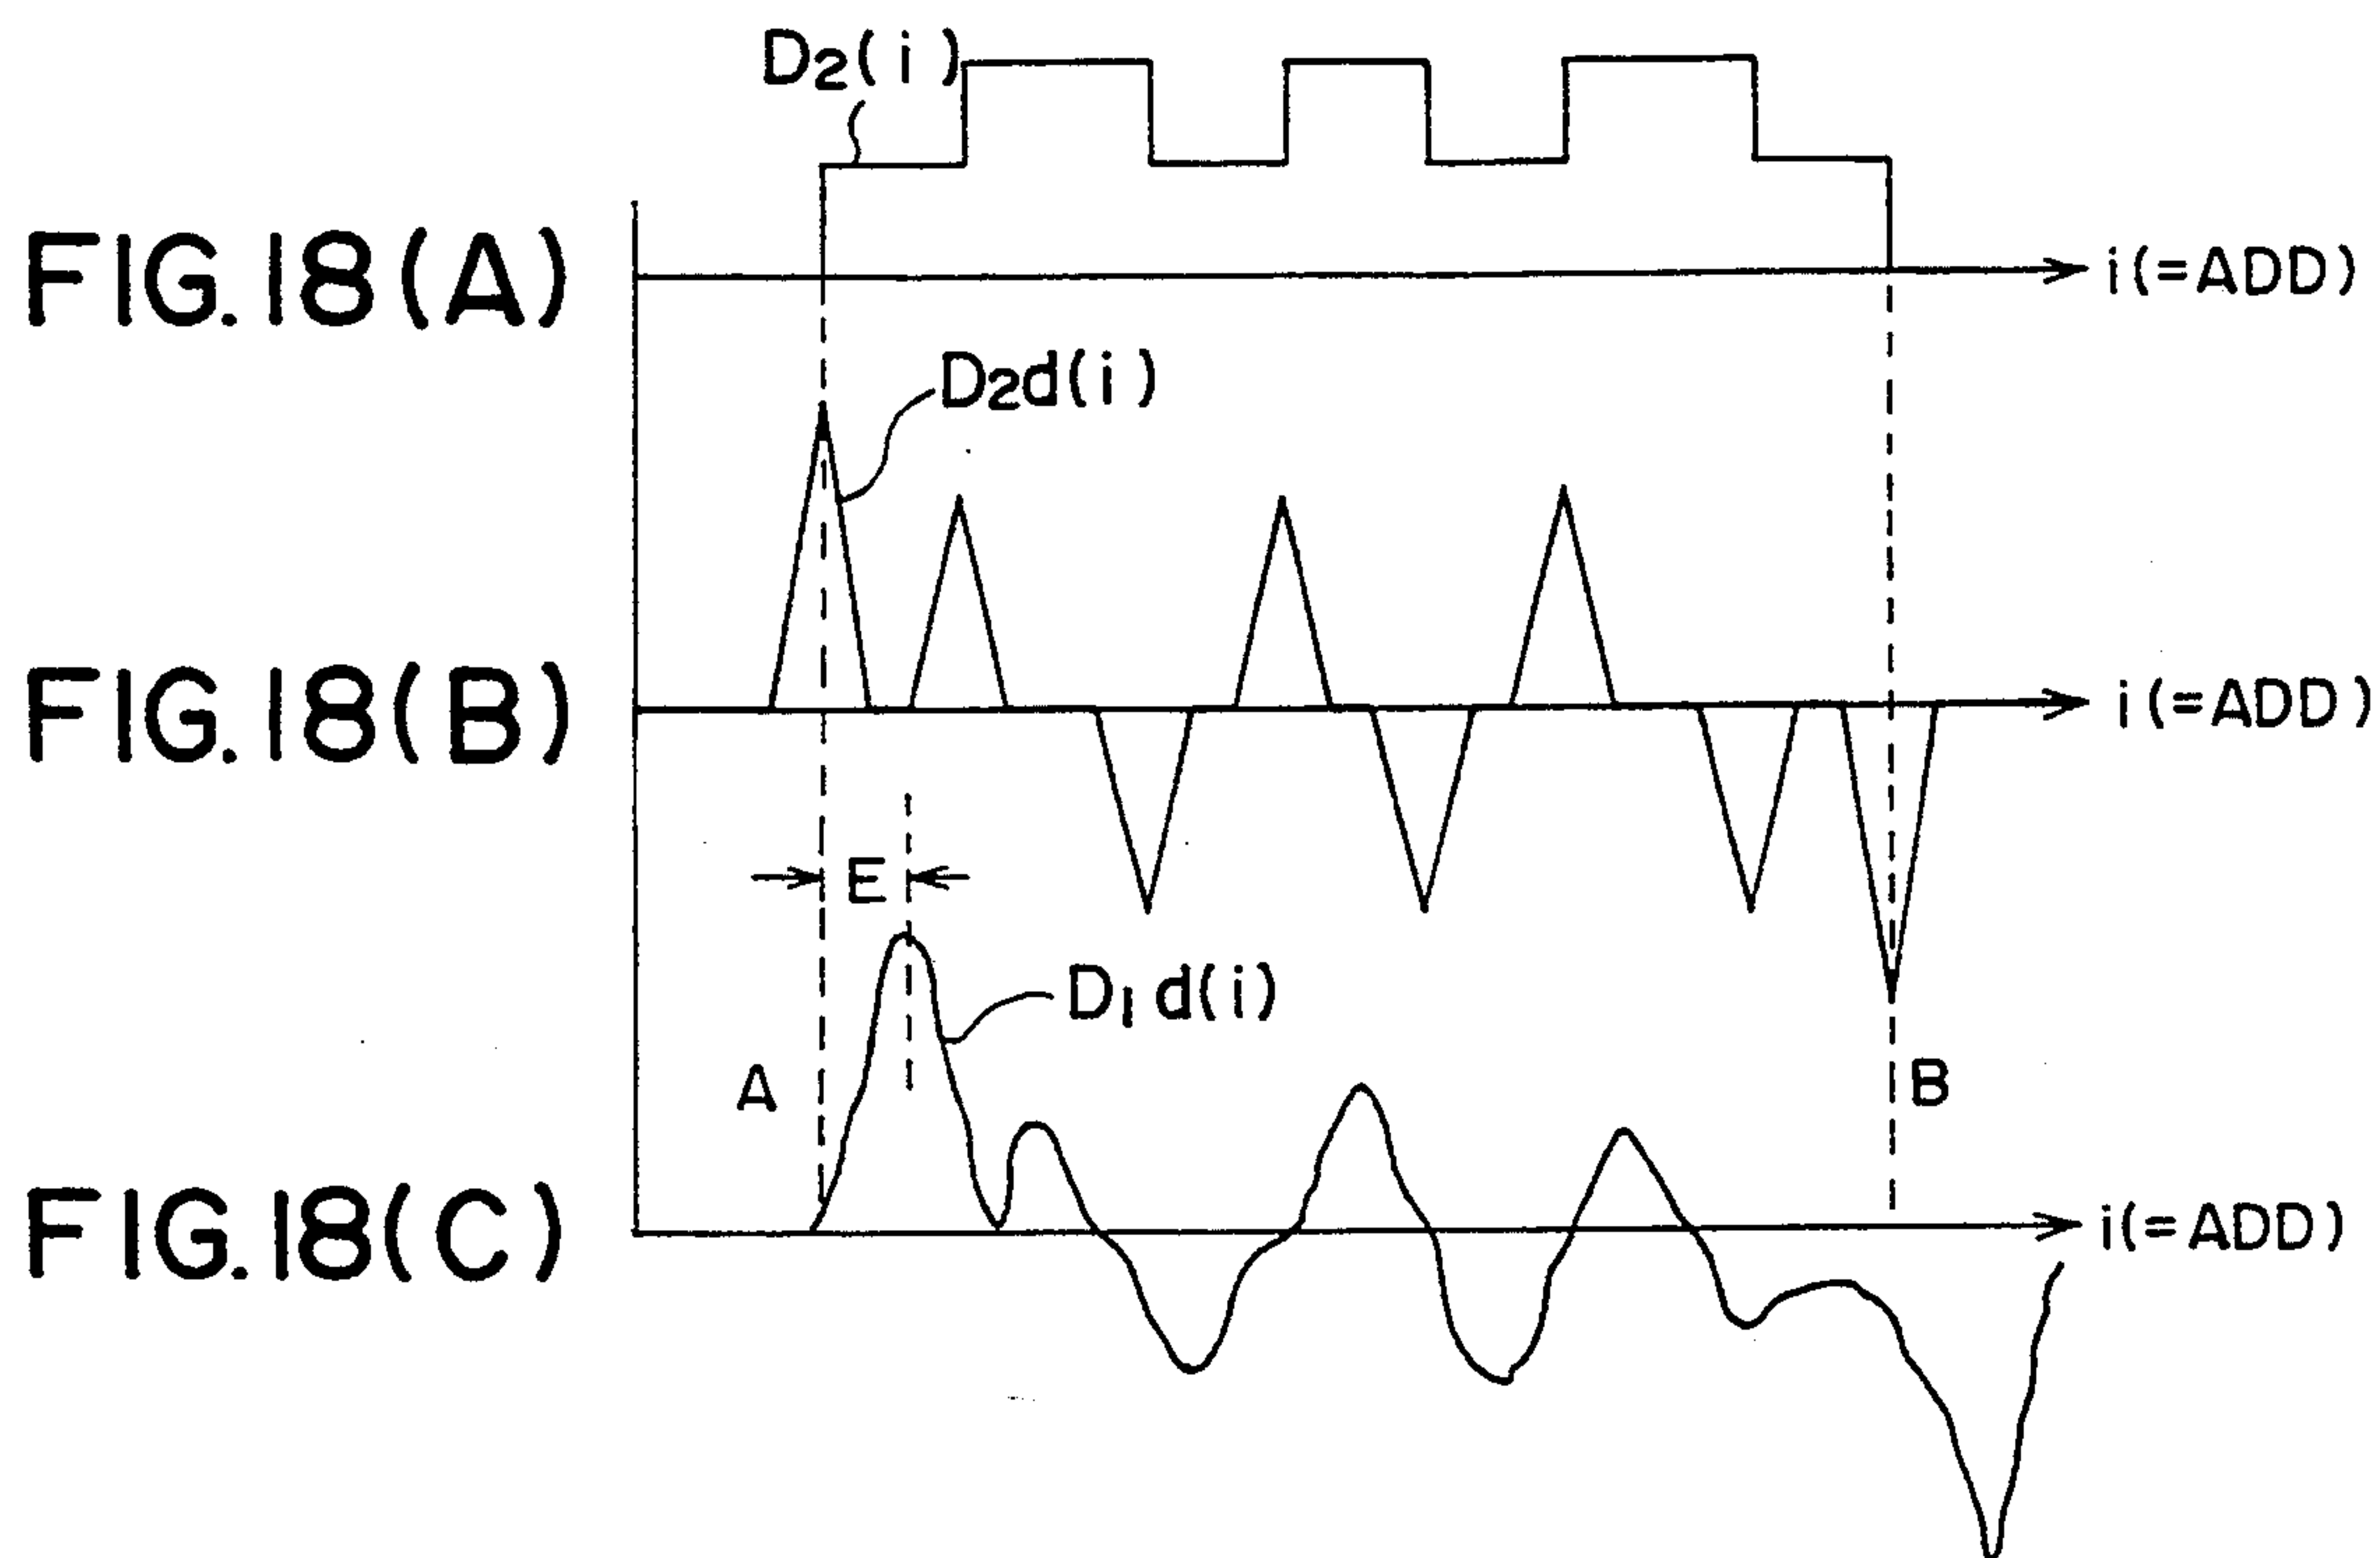 D2(i)
FIG.18(A)
i(=ADD)
D2d(i)
FIG.18(B)
i(=ADD)
E
D1d(i)
A
B
FIG.18(C)
i(=ADD)